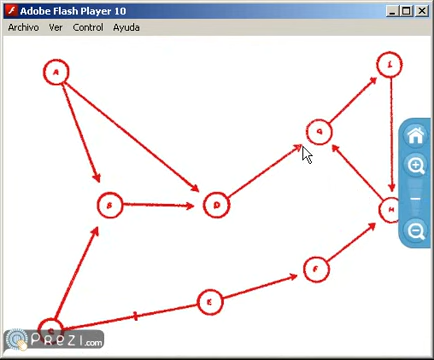 Adobe Flash Player 10
Archivo Ver Control Ayuda
A
B
D
E
F
H
Prezi.com